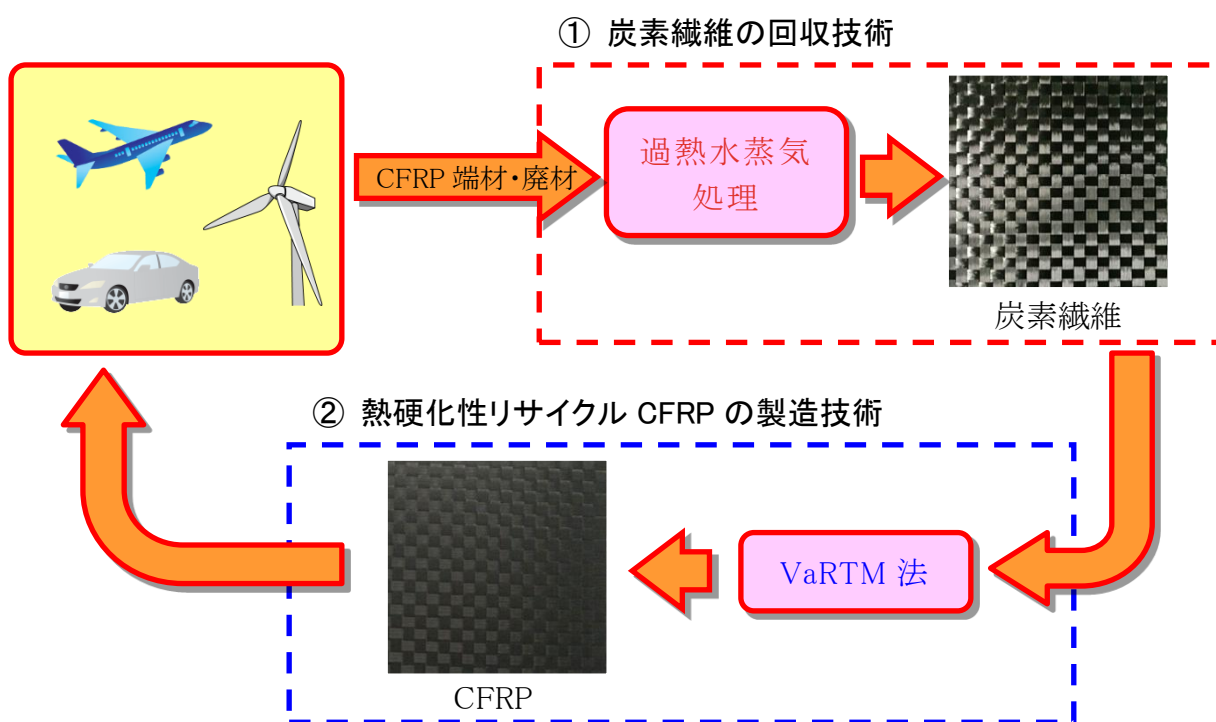 ① 炭素繊維の回収技術
CFRP 端材・廃材
過熱水蒸気
処理
炭素繊維
② 熱硬化性リサイクル CFRP の製造技術
VaRTM 法
CFRP